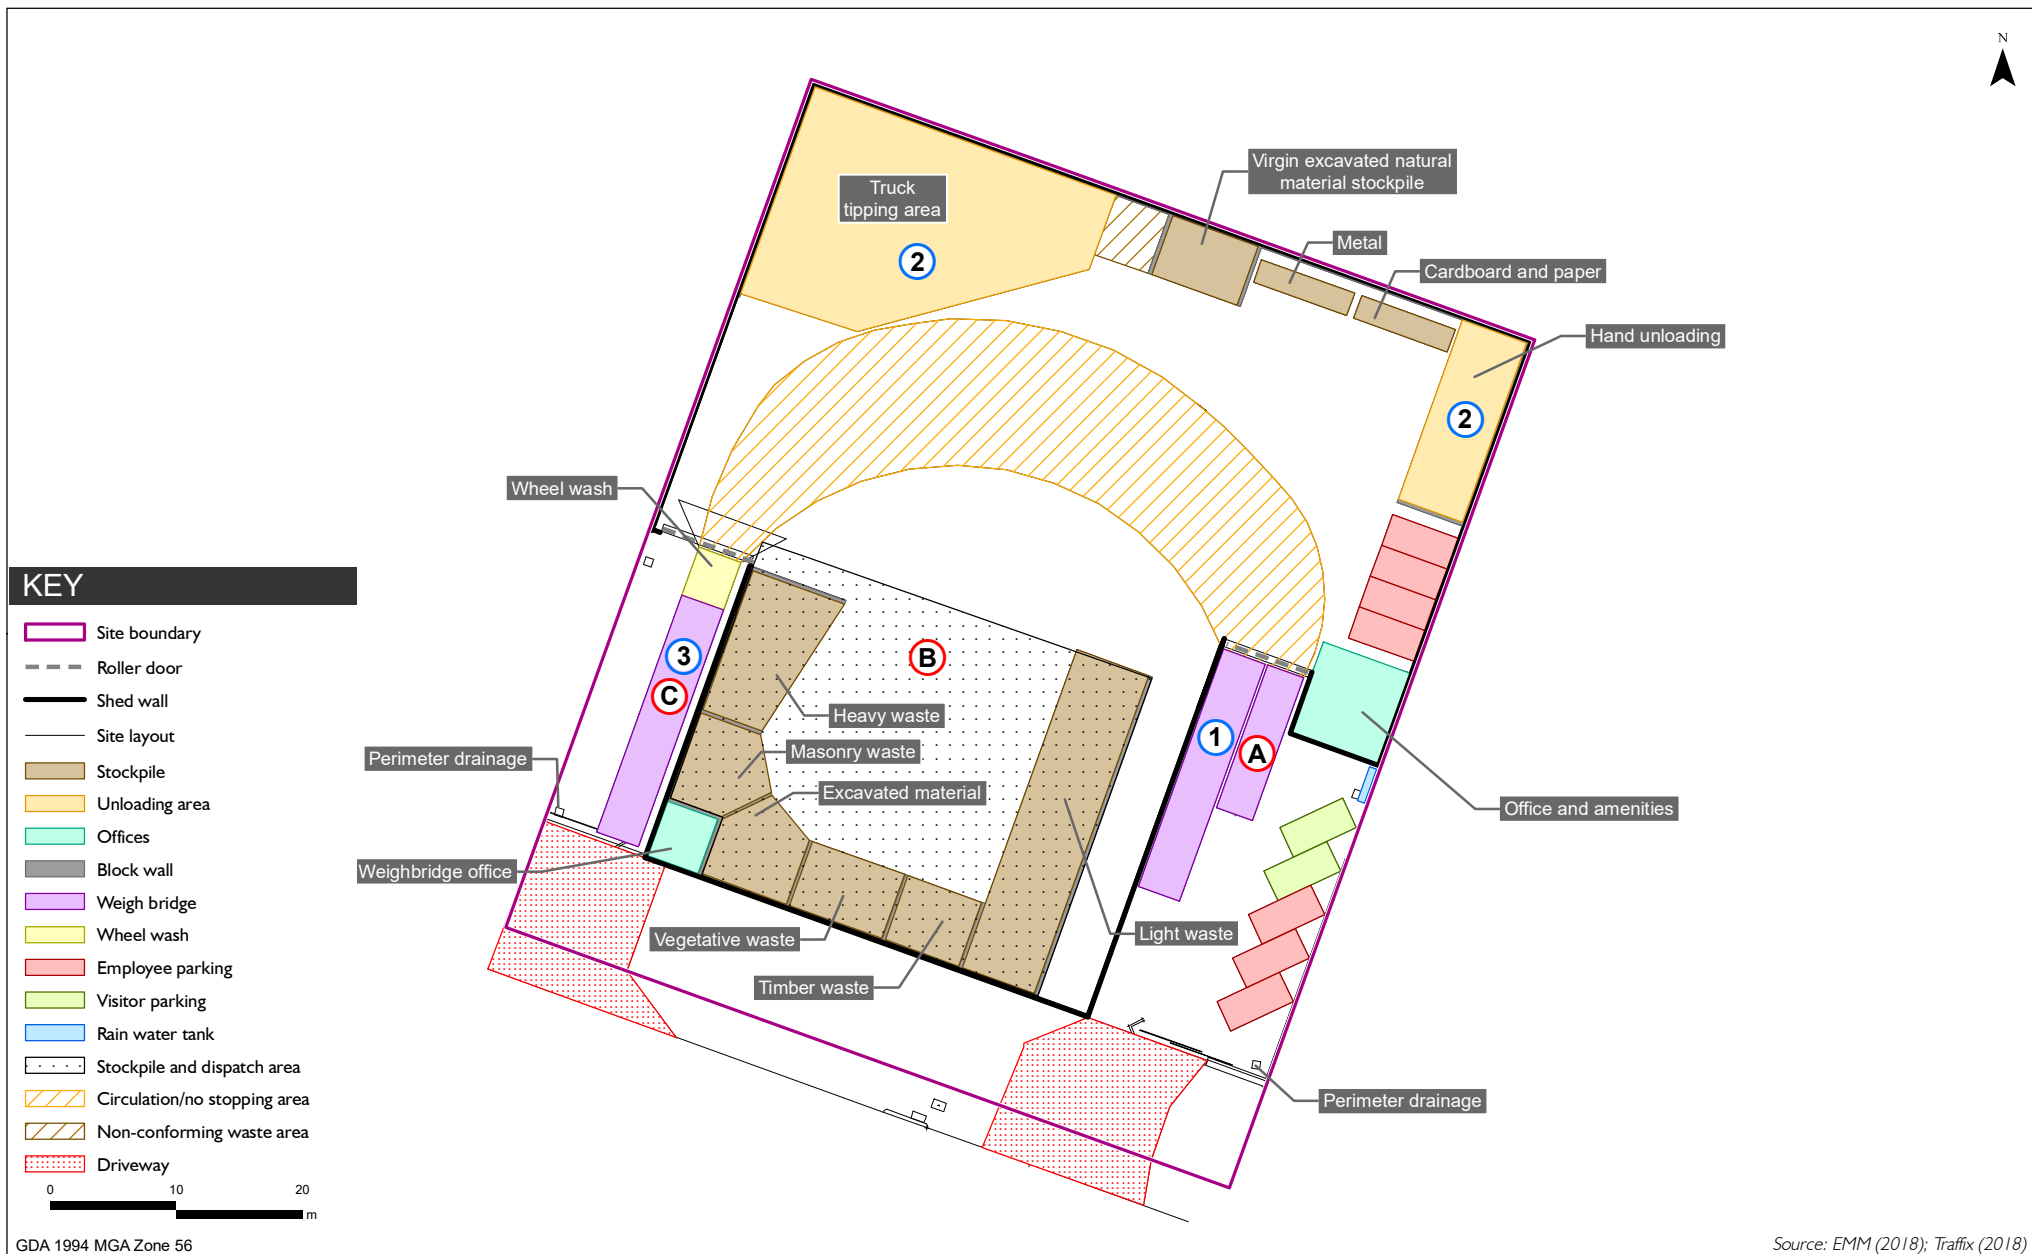 N
Virgin excavated natural
material stockpile
Truck
tipping area
Metal
2
Cardboard and paper
Hand unloading
2
Wheel wash
KEY
Site boundary
Roller door
Shed wall
Site layout
Stockpile
Unloading area
Offices
Block wall
Weigh bridge
Wheel wash
Employee parking
Visitor parking
Rain water tank
Stockpile and dispatch area
Circulation/no stopping area
Non-conforming waste area
Driveway
0 10 20
m
GDA 1994 MGA Zone 56
3
C
B
Heavy waste
1
A
Masonry waste
Perimeter drainage
Excavated material
Office and amenities
Weighbridge office
Light waste
Vegetative waste
Timber waste
Perimeter drainage
Source: EMM (2018); Traffix (2018)